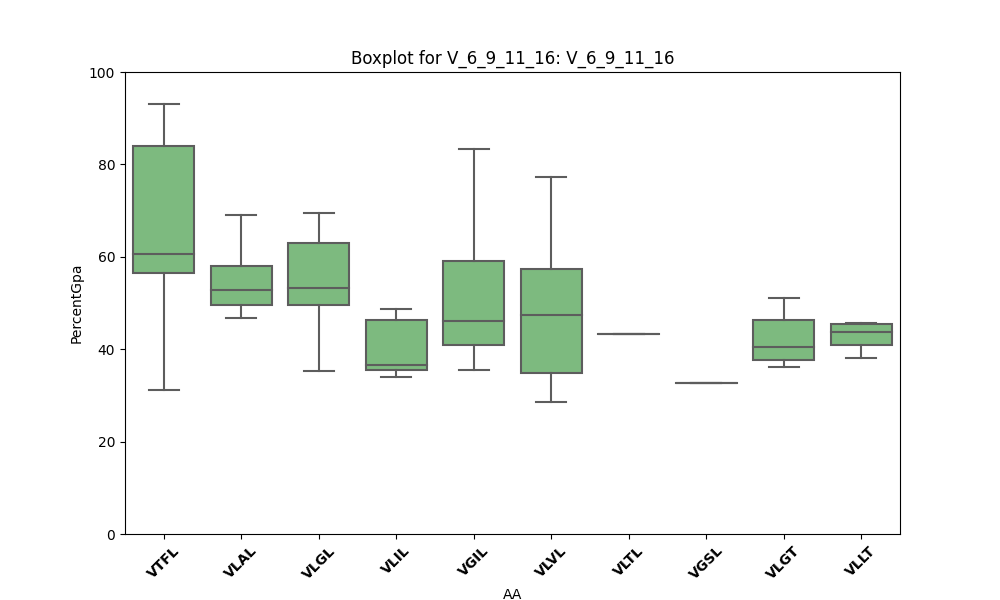 Boxplot for V_6_9_11_16: V_6_9_11_16
100
80
60
40
20
0
PercentGpa
VTFL
VLAL
VLGL
VLIL
VGIL
VLVL
VLTL
VGSL
VLGT
VLLT
AA